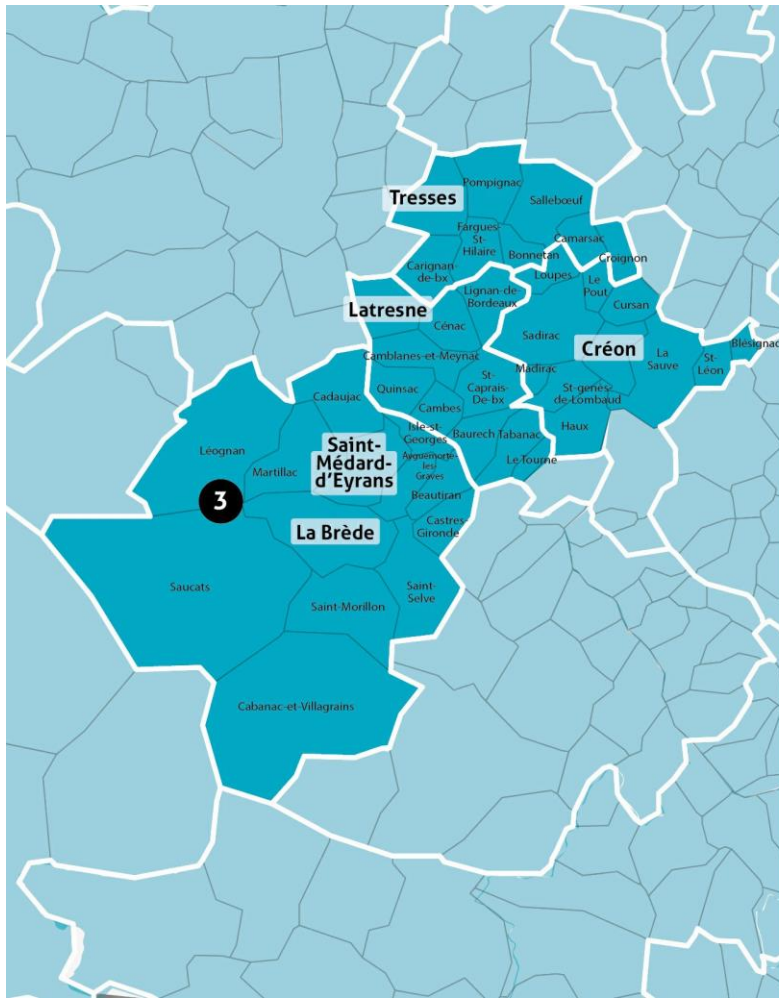 Pompignac
Tresses
Sallebœuf
Fargues-
St-
Hilaire
Camarsac
Bonnetan
Croignon
Carignan-
de-bx
Loupes
Le
Pout
Lignan-de-
Bordeaux
Latresne
Cursan
Cénac
Sadirac
Créon
Blésignac
Camblanes-et-Meynac
La
Sauve
St-
Léon
Madirac
St-
Caprais-
De-bx
Quinsac
St-genès-
de-Lombaud
Cadaujac
Cambes
Isle-st-
Georges
Baurech
Tabanac
Haux
Léognan
Saint-
Médard-
d'Eyrans
Martillac
Ayguemorte-
les-
Graves
Le Tourne
Beautiran
3
La Brède
Castres-
Gironde
Saucats
Saint-
Selve
Saint-Morillon
Cabanac-et-Villagrains